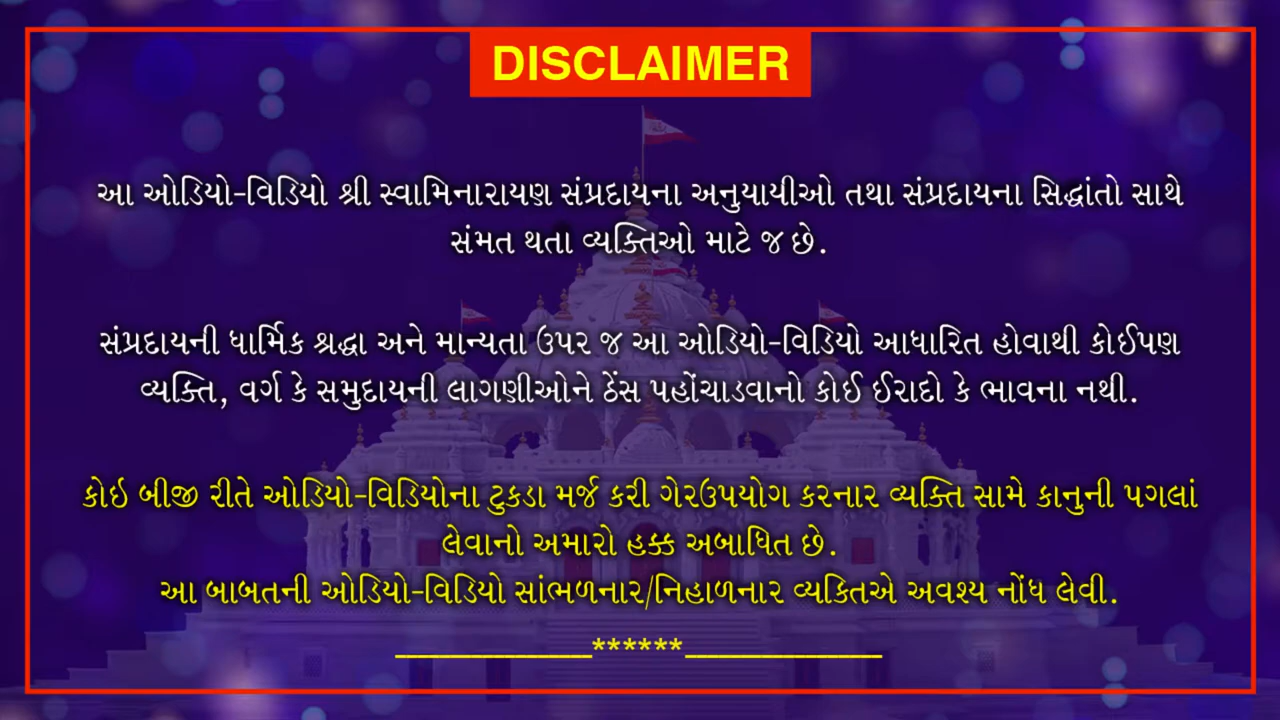 DISCLAIMER
આ ઓડિયો-વિડિયો શ્રી સ્વામિનારાયણ સંપ્રદાયના અનુયાયીઓ તથા સંપ્રદાયના સિદ્ધાંતો સાથે
સંમત થતા વ્યક્તિઓ માટે જ છે.
સંપ્રદાયની ધાર્મિક શ્રદ્ધા અને માન્યતા ઉપર જ આ ઓડિયો-વિડિયો આધારિત હોવાથી કોઈપણ
વ્યક્તિ, વર્ગ કે સમુદાયની લાગણીઓને ઠેંસ પહોંચાડવાનો કોઈ ઈરાદો કે ભાવના નથી.
કોઇ બીજી રીતે ઓડિયો-વિડિયોના ટુકડા મર્જ કરી ગેરઉપયોગ કરનાર વ્યક્તિ સામે કાનુની પગલાં
લેવાનો અમારો હક્ક અબાધિત છે.
આ બાબતની ઓડિયો-વિડિયો સાંભળનાર/નિહાળનાર વ્યકિતએ અવશ્ય નોંધ લેવી.
______________******______________